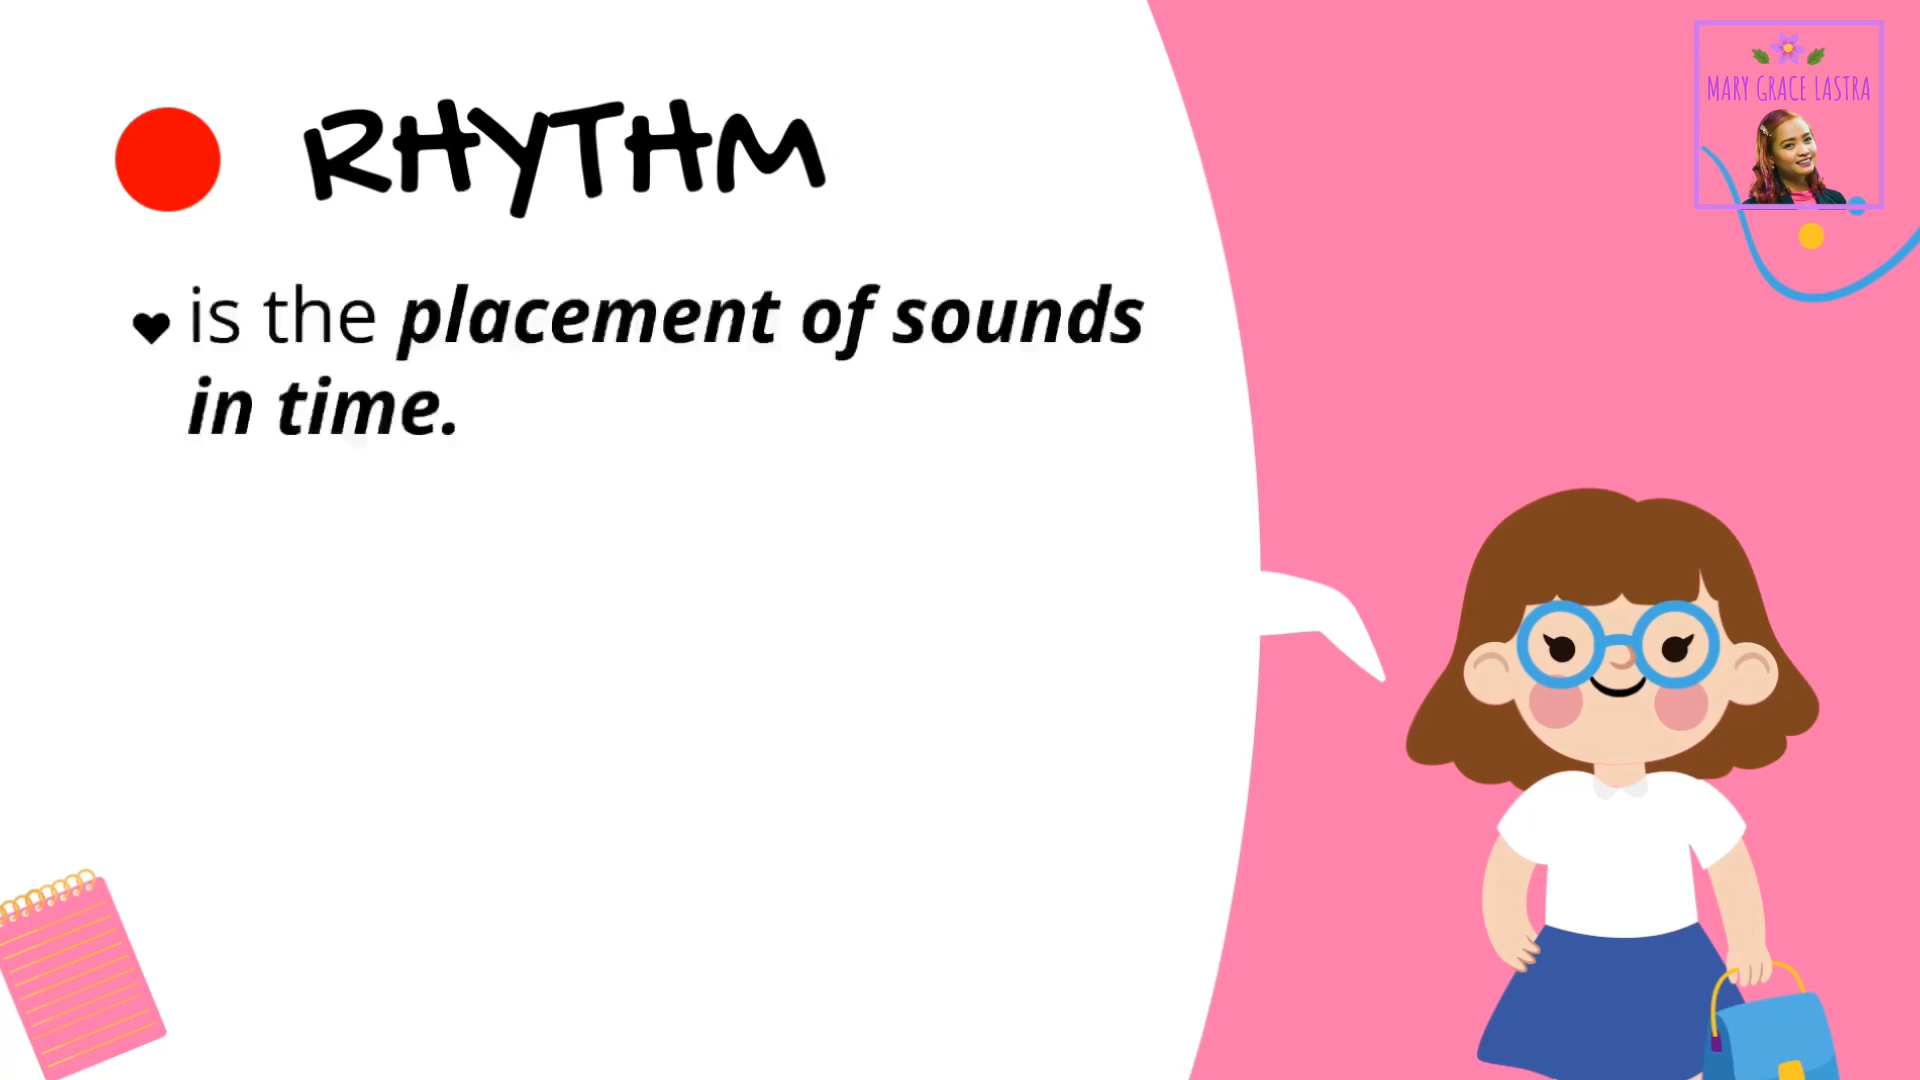 MARY GRACE LASTRA
RHYTHM
is the placement of sounds
in time.